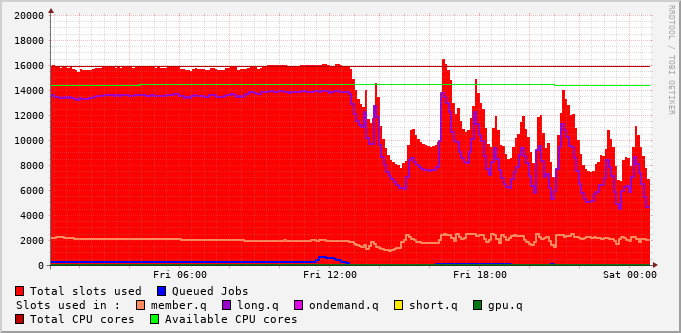 20000
18000
16000
14000
12000
10000
8000
6000
4000
2000
0
Fri 06:00 Fri 12:00 Fri 18:00 Sat 00:00
RRDTOOL / TOBI OETIKER
Total slots used Queued Jobs
Slots used in : member.q long.q ondemand.q short.q gpu.q
Total CPU cores Available CPU cores